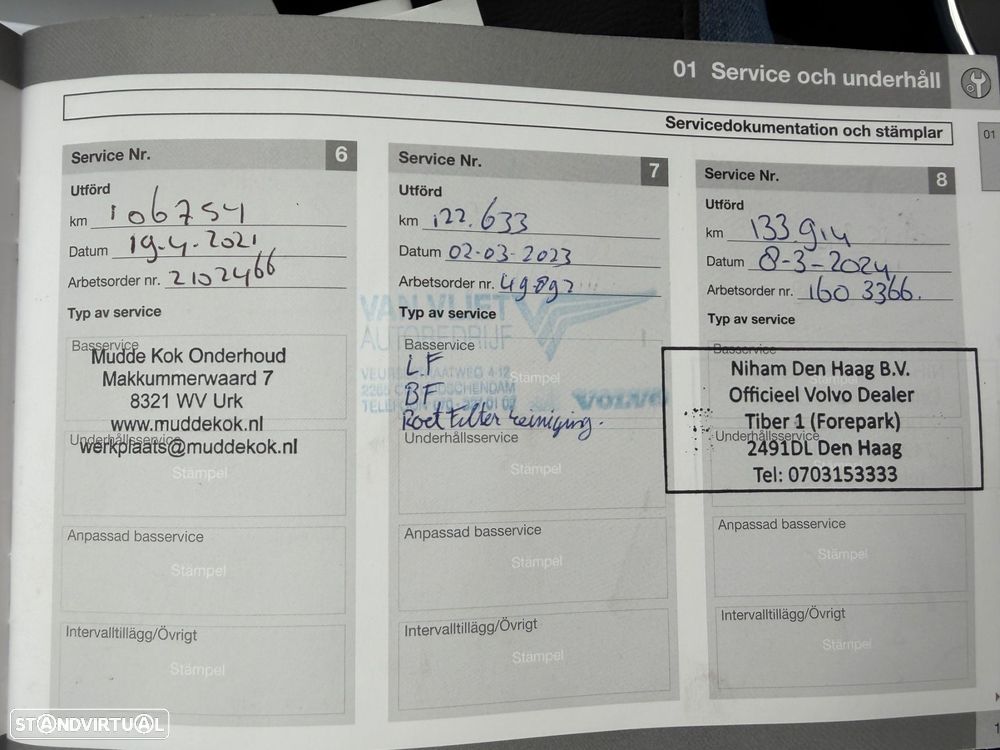 01 Service och underhåll
Servicedokumentation och stämplar
01
Service Nr. 6
Utförd
km 106754
Datum 19-4-2021
Arbetsorder nr. 2102466
Typ av service
Basservice
Mudde Kok Onderhoud
Makkummerwaard 7
8321 WV Urk
www.muddekok.nl
Underhållsservice
werkplaats@muddekok.nl
Stämpel
Anpassad basservice
Stämpel
Intervalltillägg/Övrigt
Stämpel
Service Nr. 7
Utförd
km 122.633
Datum 02-03-2023
Arbetsorder nr. 49892
Typ av service
VAN VLIET
AUTOBEDRIJF
Basservice
L.F
Stämpel
BF
VOLVO
Roet Filter reiniging.
Underhållsservice
Stämpel
Anpassad basservice
Stämpel
Intervalltillägg/Övrigt
Stämpel
Service Nr. 8
Utförd
km 133.914
Datum 8-3-2024
Arbetsorder nr. 1603366.
Typ av service
Basservice
Niham Den Haag B.V.
Officieel Volvo Dealer
Tiber 1 (Forepark)
Underhållsservice
2491DL Den Haag
Tel: 0703153333
Anpassad basservice
Stämpel
Intervalltillägg/Övrigt
Stämpel
STANDVIRTUAL